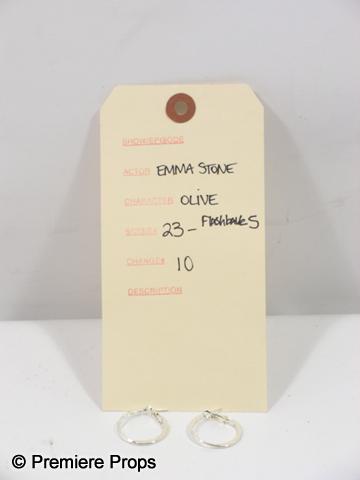 SHOW/EPISODE
ACTOR EMMA STONE
CHARACTER OLIVE
SCENE# 23- Flashbacks
CHANGE# 10
DESCRIPTION
© Premiere Props